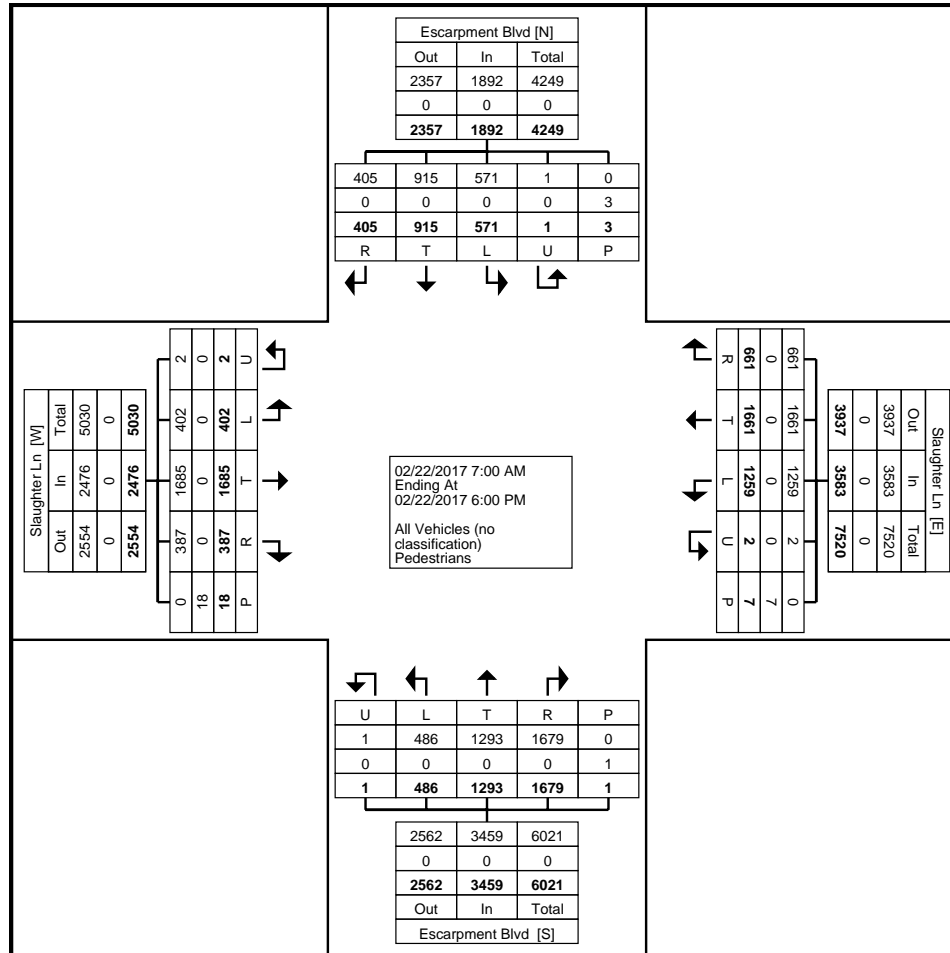 Escarpment Blvd [N]
Out In Total
2357 1892 4249
0 0 0
2357 1892 4249
405 915 571 1 0
0 0 0 0 3
405 915 571 1 3
R T L U P
Slaughter Ln [W]
Total In Out
5030 2476 2554
0 0 0
5030 2476 2554
2 402 1685 387 0
0 0 0 0 18
2 402 1685 387 18
U L T R P
02/22/2017 7:00 AM
Ending At
02/22/2017 6:00 PM
All Vehicles (no
classification)
Pedestrians
R T L U P
661 1661 1259 2 7
0 0 0 0 7
661 1661 1259 2 0
3937 3583 7520
0 0 0
3937 3583 7520
Out In Total
Slaughter Ln [E]
U L T R P
1 486 1293 1679 0
0 0 0 0 1
1 486 1293 1679 1
2562 3459 6021
0 0 0
2562 3459 6021
Out In Total
Escarpment Blvd [S]